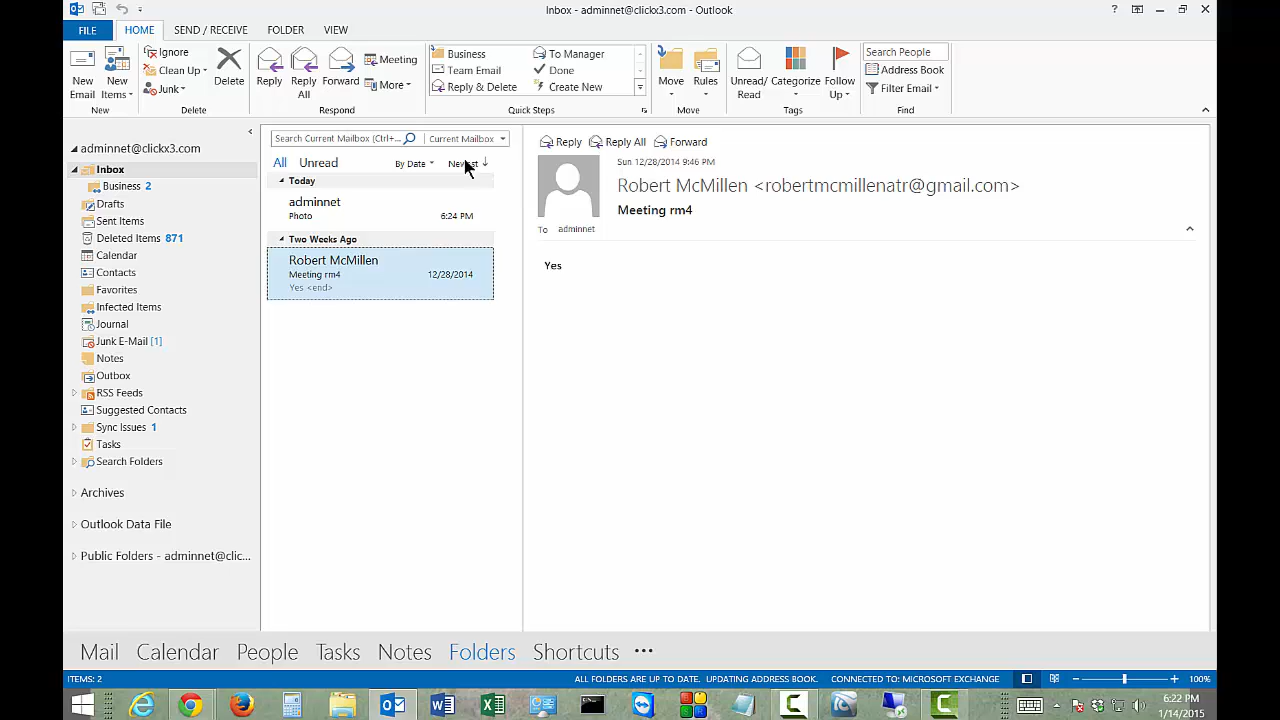 Inbox - adminnet@clickx3.com - Outlook
FILE
HOME
SEND / RECEIVE
FOLDER
VIEW
New Email
New Items
New
Ignore
Clean Up
Junk
Delete
Delete
Reply
Reply All
Forward
Meeting
More
Respond
Business
Team Email
Reply & Delete
To Manager
Done
Create New
Quick Steps
Move
Rules
Move
Unread/ Read
Categorize
Follow Up
Tags
Search People
Address Book
Filter Email
Find
adminnet@clickx3.com
Inbox
Business 2
Drafts
Sent Items
Deleted Items 871
Calendar
Contacts
Favorites
Infected Items
Journal
Junk E-Mail [1]
Notes
Outbox
RSS Feeds
Suggested Contacts
Sync Issues 1
Tasks
Search Folders
Archives
Outlook Data File
Public Folders - adminnet@clic...
Search Current Mailbox (Ctrl+...
Current Mailbox
All Unread
By Date
Newest
Today
adminnet
Photo 6:24 PM
Two Weeks Ago
Robert McMillen
Meeting rm4 12/28/2014
Yes <end>
Reply Reply All Forward
Sun 12/28/2014 9:46 PM
Robert McMillen <robertmcmillenatr@gmail.com>
Meeting rm4
To adminnet
Yes
Mail Calendar People Tasks Notes Folders Shortcuts •••
ITEMS: 2
ALL FOLDERS ARE UP TO DATE. UPDATING ADDRESS BOOK. CONNECTED TO: MICROSOFT EXCHANGE
100%
6:22 PM
1/14/2015